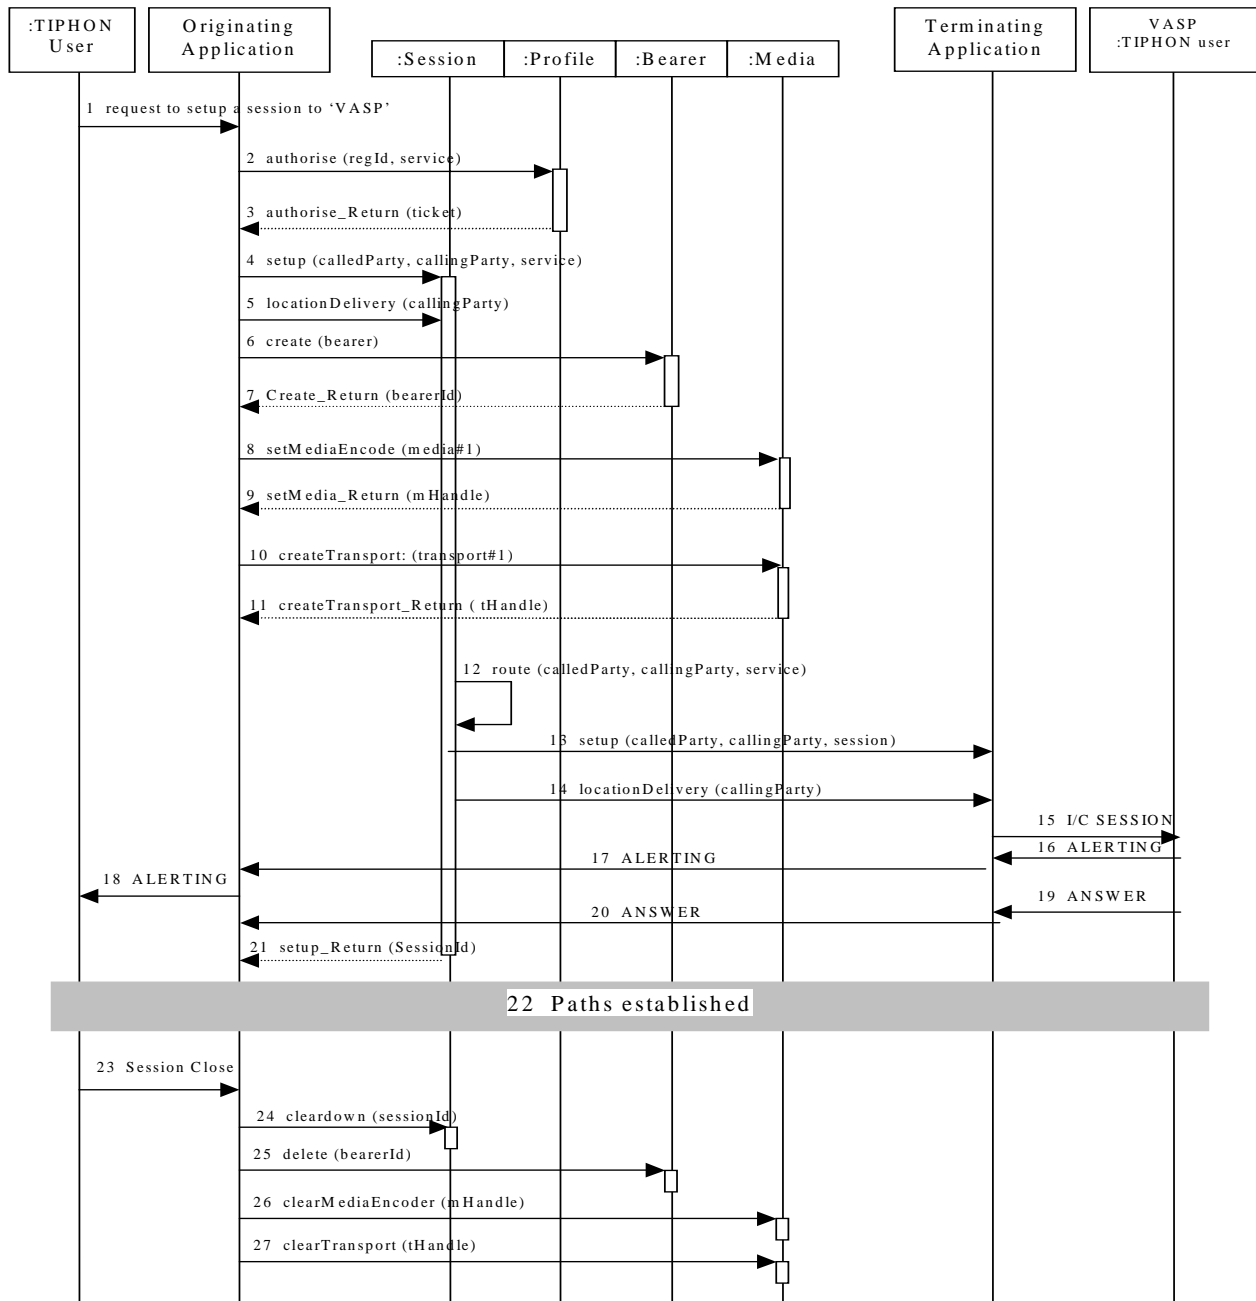 :TIPHON
User
Originating
Application
:Session
:Profile
:Bearer
:Media
Terminating
Application
VASP
:TIPHON user
1 request to setup a session to ‘VASP’
2 authorise (regId, service)
3 authorise_Return (ticket)
4 setup (calledParty, callingParty, service)
5 locationDelivery (callingParty)
6 create (bearer)
7 Create_Return (bearerId)
8 setMediaEncode (media#1)
9 setMedia_Return (mHandle)
10 createTransport: (transport#1)
11 createTransport_Return ( tHandle)
12 route (calledParty, callingParty, service)
13 setup (calledParty, callingParty, session)
14 locationDelivery (callingParty)
15 I/C SESSION
16 ALERTING
17 ALERTING
18 ALERTING
19 ANSWER
20 ANSWER
21 setup_Return (SessionId)
22 Paths established
23 Session Close
24 cleardown (sessionId)
25 delete (bearerId)
26 clearMediaEncoder (mHandle)
27 clearTransport (tHandle)